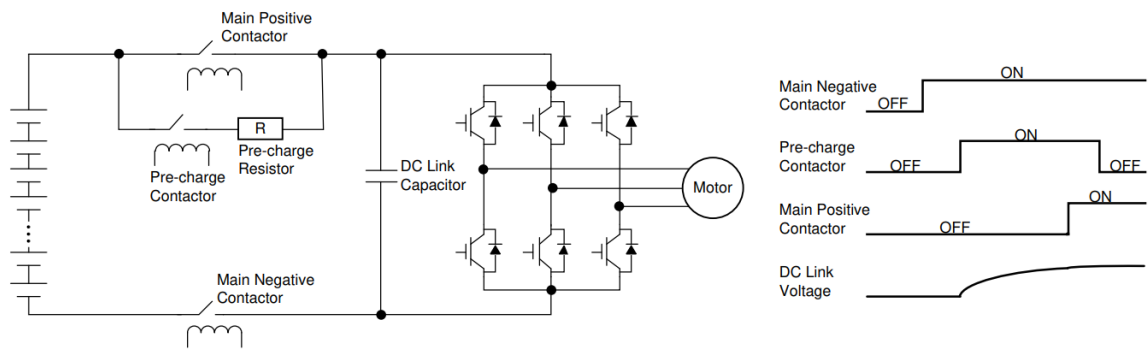 Main Positive
Contactor
R
Pre-charge
Resistor
Pre-charge
Contactor
DC Link
Capacitor
Motor
Main Negative
Contactor
ON
Main Negative
Contactor
OFF
ON
Pre-charge
Contactor
OFF
OFF
ON
Main Positive
Contactor
OFF
DC Link
Voltage